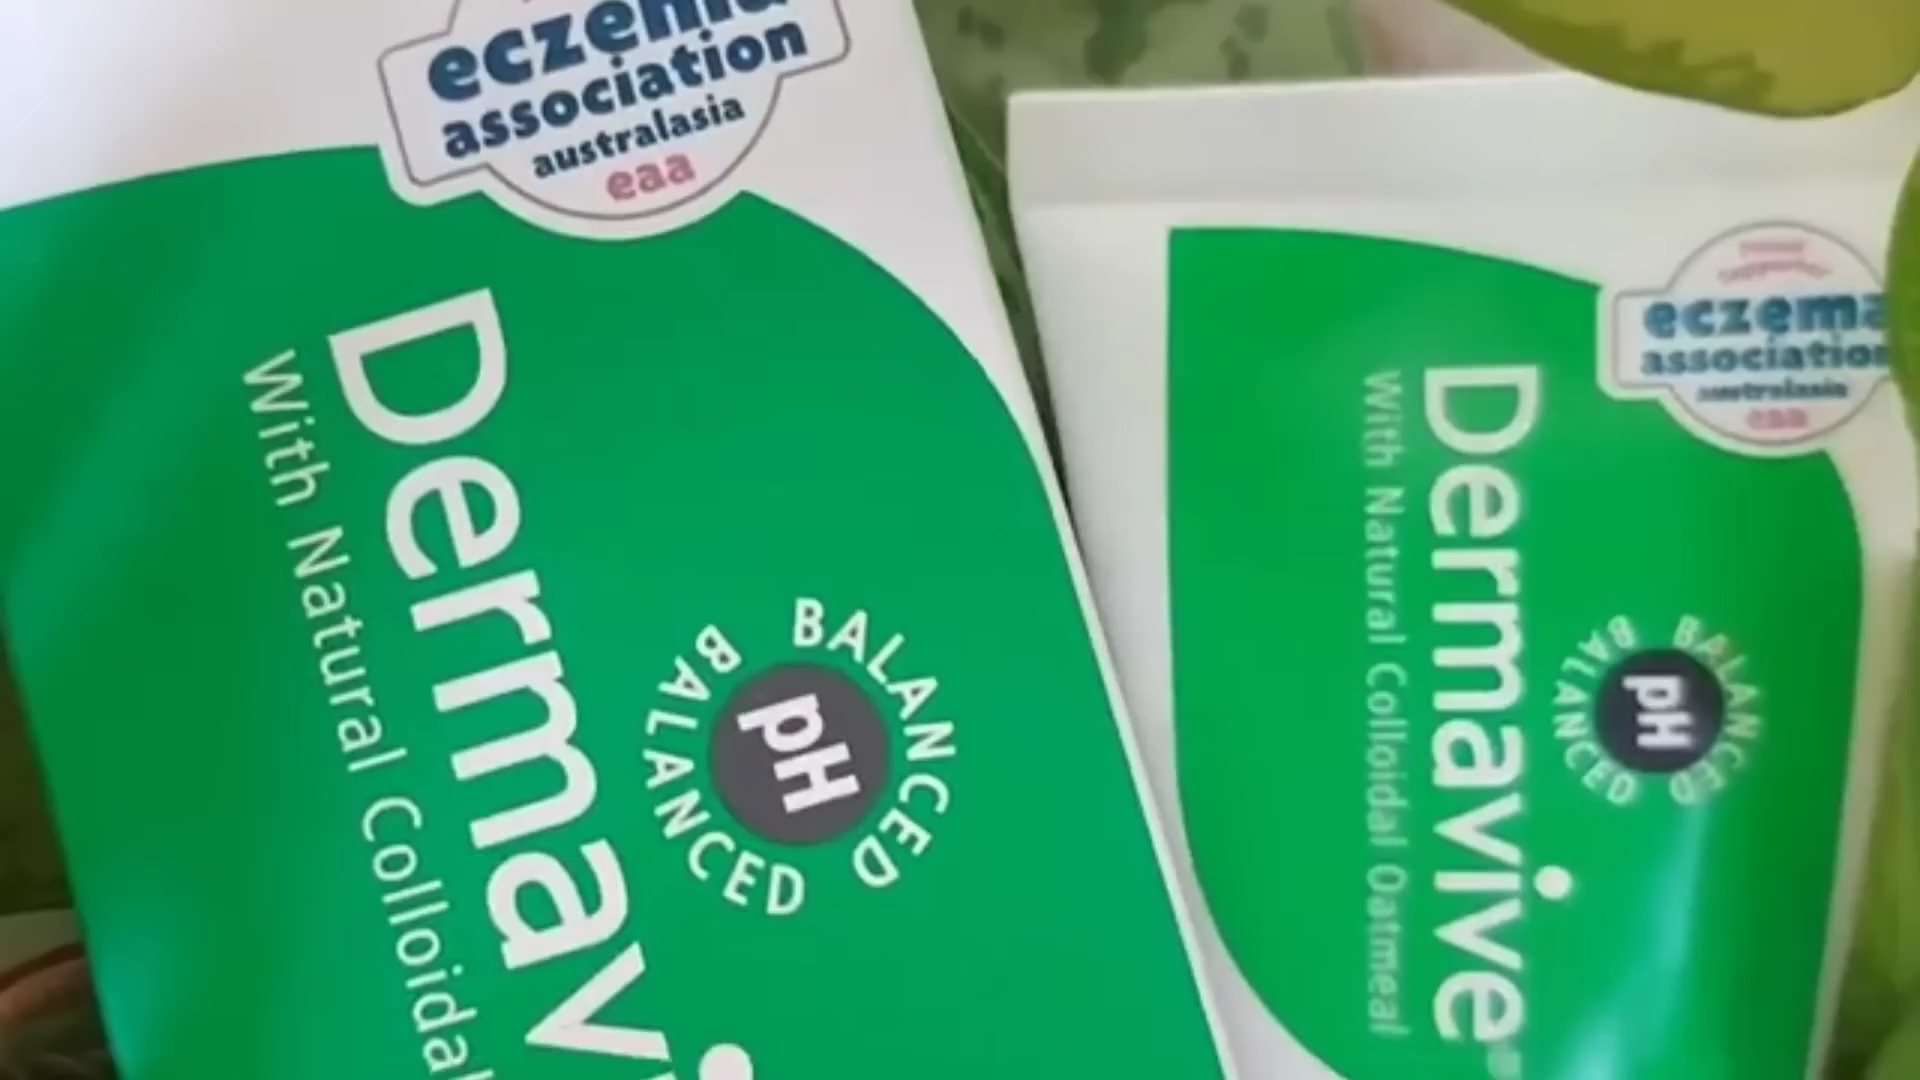 eczema
association
australasia
eaa
Dermavi
With Natural Colloidal
BALANCED
pH
BALANCED
eczema
association
australasia
eaa
Dermavive
With Natural Colloidal Oatmeal
BALANCED
pH
BALANCED